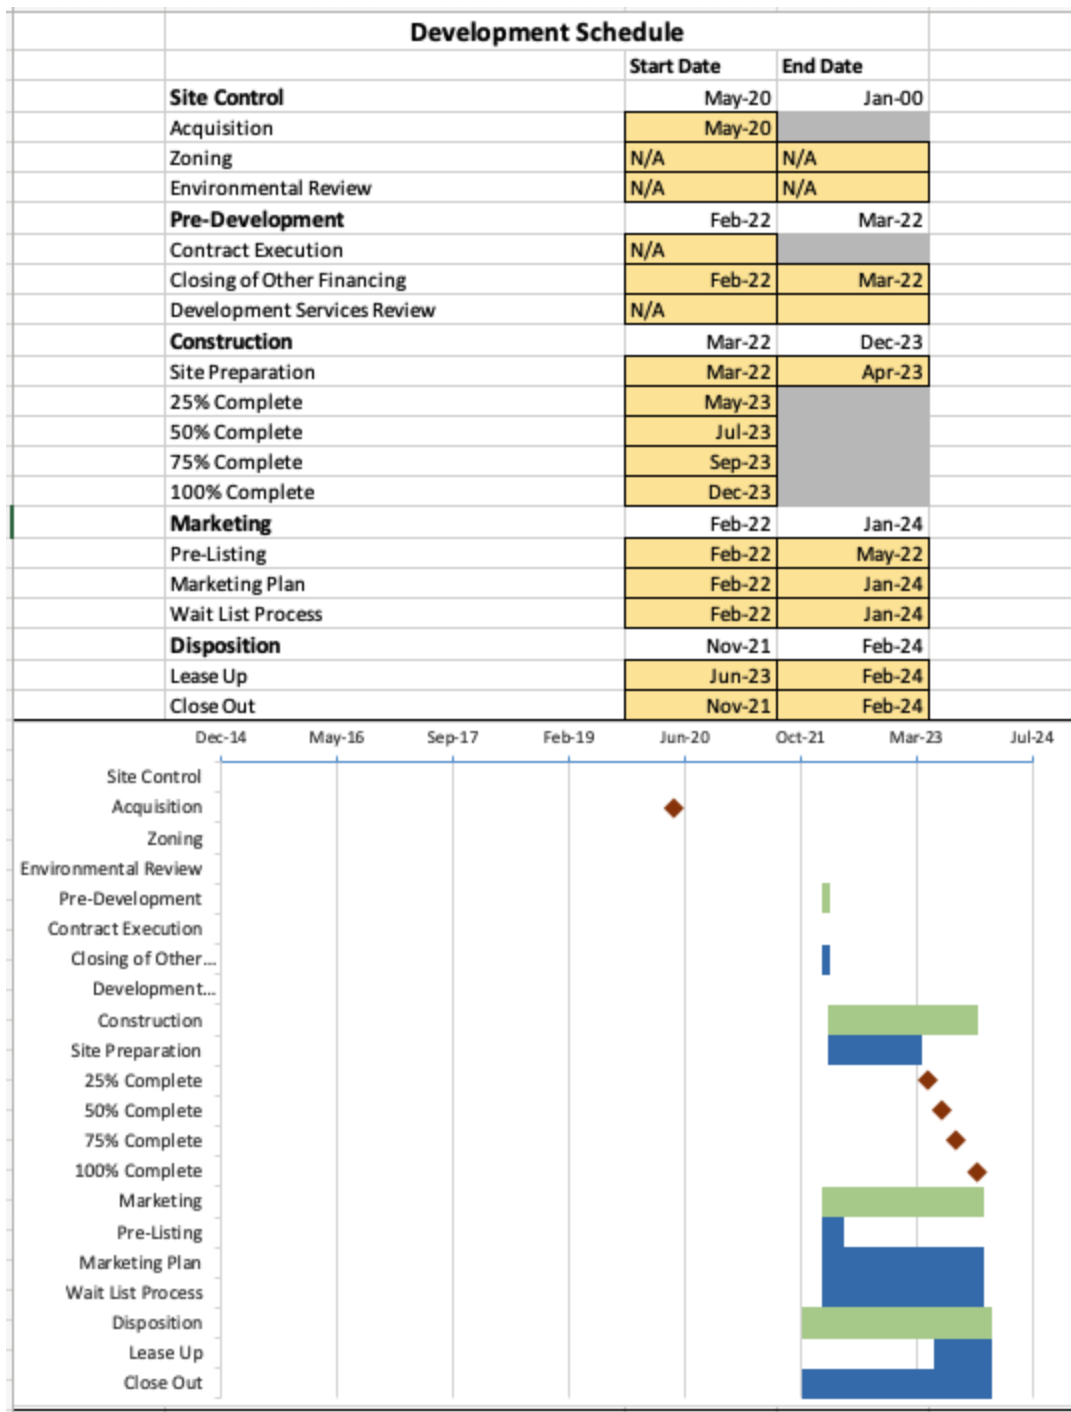 Development Schedule
Start Date End Date
Site Control May-20 Jan-00
Acquisition May-20
Zoning N/A N/A
Environmental Review N/A N/A
Pre-Development Feb-22 Mar-22
Contract Execution N/A
Closing of Other Financing Feb-22 Mar-22
Development Services Review N/A
Construction Mar-22 Dec-23
Site Preparation Mar-22 Apr-23
25% Complete May-23
50% Complete Jul-23
75% Complete Sep-23
100% Complete Dec-23
Marketing Feb-22 Jan-24
Pre-Listing Feb-22 May-22
Marketing Plan Feb-22 Jan-24
Wait List Process Feb-22 Jan-24
Disposition Nov-21 Feb-24
Lease Up Jun-23 Feb-24
Close Out Nov-21 Feb-24
Dec-14 May-16 Sep-17 Feb-19 Jun-20 Oct-21 Mar-23 Jul-24
Site Control
Acquisition
Zoning
Environmental Review
Pre-Development
Contract Execution
Closing of Other...
Development...
Construction
Site Preparation
25% Complete
50% Complete
75% Complete
100% Complete
Marketing
Pre-Listing
Marketing Plan
Wait List Process
Disposition
Lease Up
Close Out